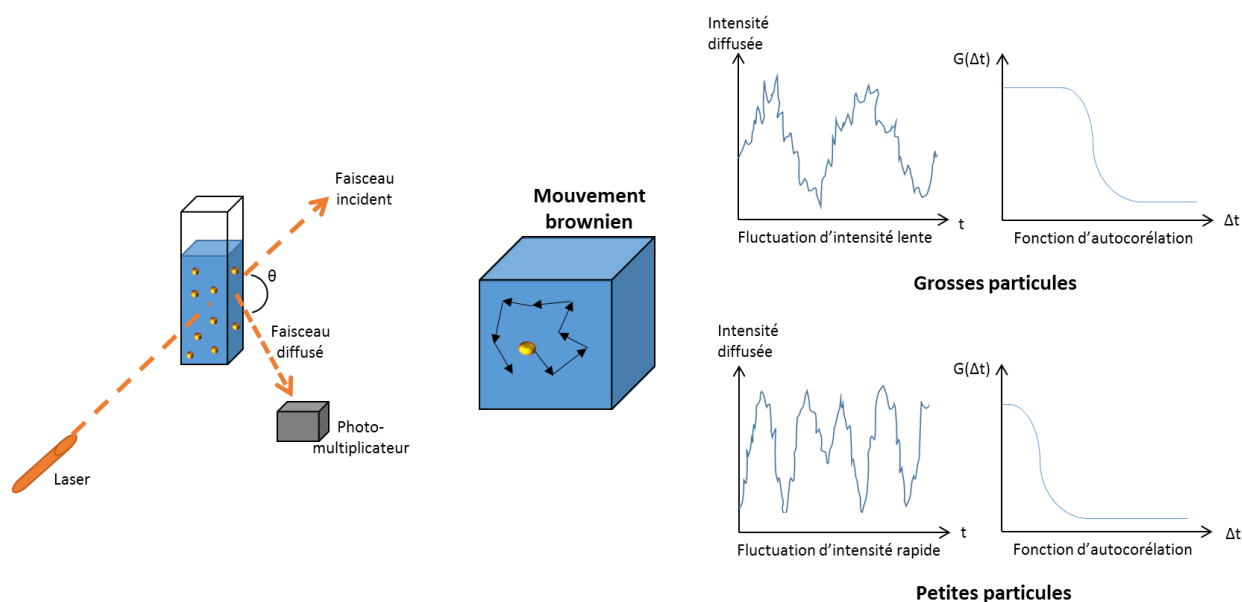 Faisceau
incident
θ
Faisceau
diffusé
Photo-
multiplicateur
Laser
Mouvement
brownien
Intensité
diffusée
t
Fluctuation d'intensité lente
G(Δt)
Δt
Fonction d'autocorélation
Grosses particules
Intensité
diffusée
t
Fluctuation d'intensité rapide
G(Δt)
Δt
Fonction d'autocorélation
Petites particules